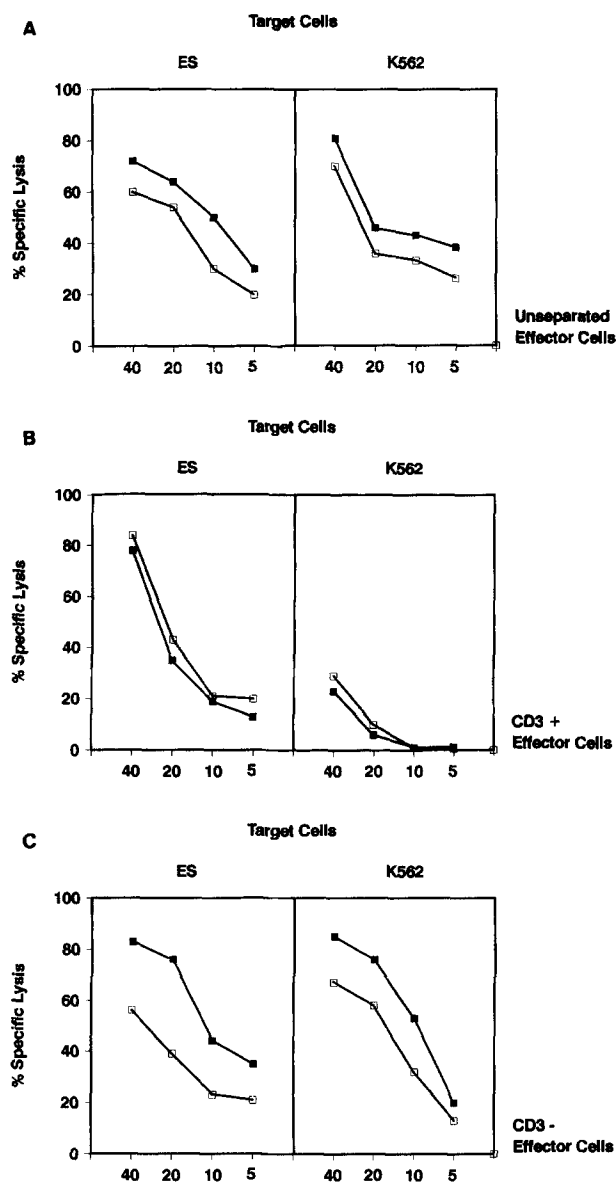 A
Target Cells
ES K562
% Specific Lysis
100
80
60
40
20
0
40 20 10 5 40 20 10 5
Unseparated
Effector Cells
B
Target Cells
ES K562
% Specific Lysis
100
80
60
40
20
0
40 20 10 5 40 20 10 5
CD3 +
Effector Cells
C
Target Cells
ES K562
% Specific Lysis
100
80
60
40
20
0
40 20 10 5 40 20 10 5
CD3 -
Effector Cells